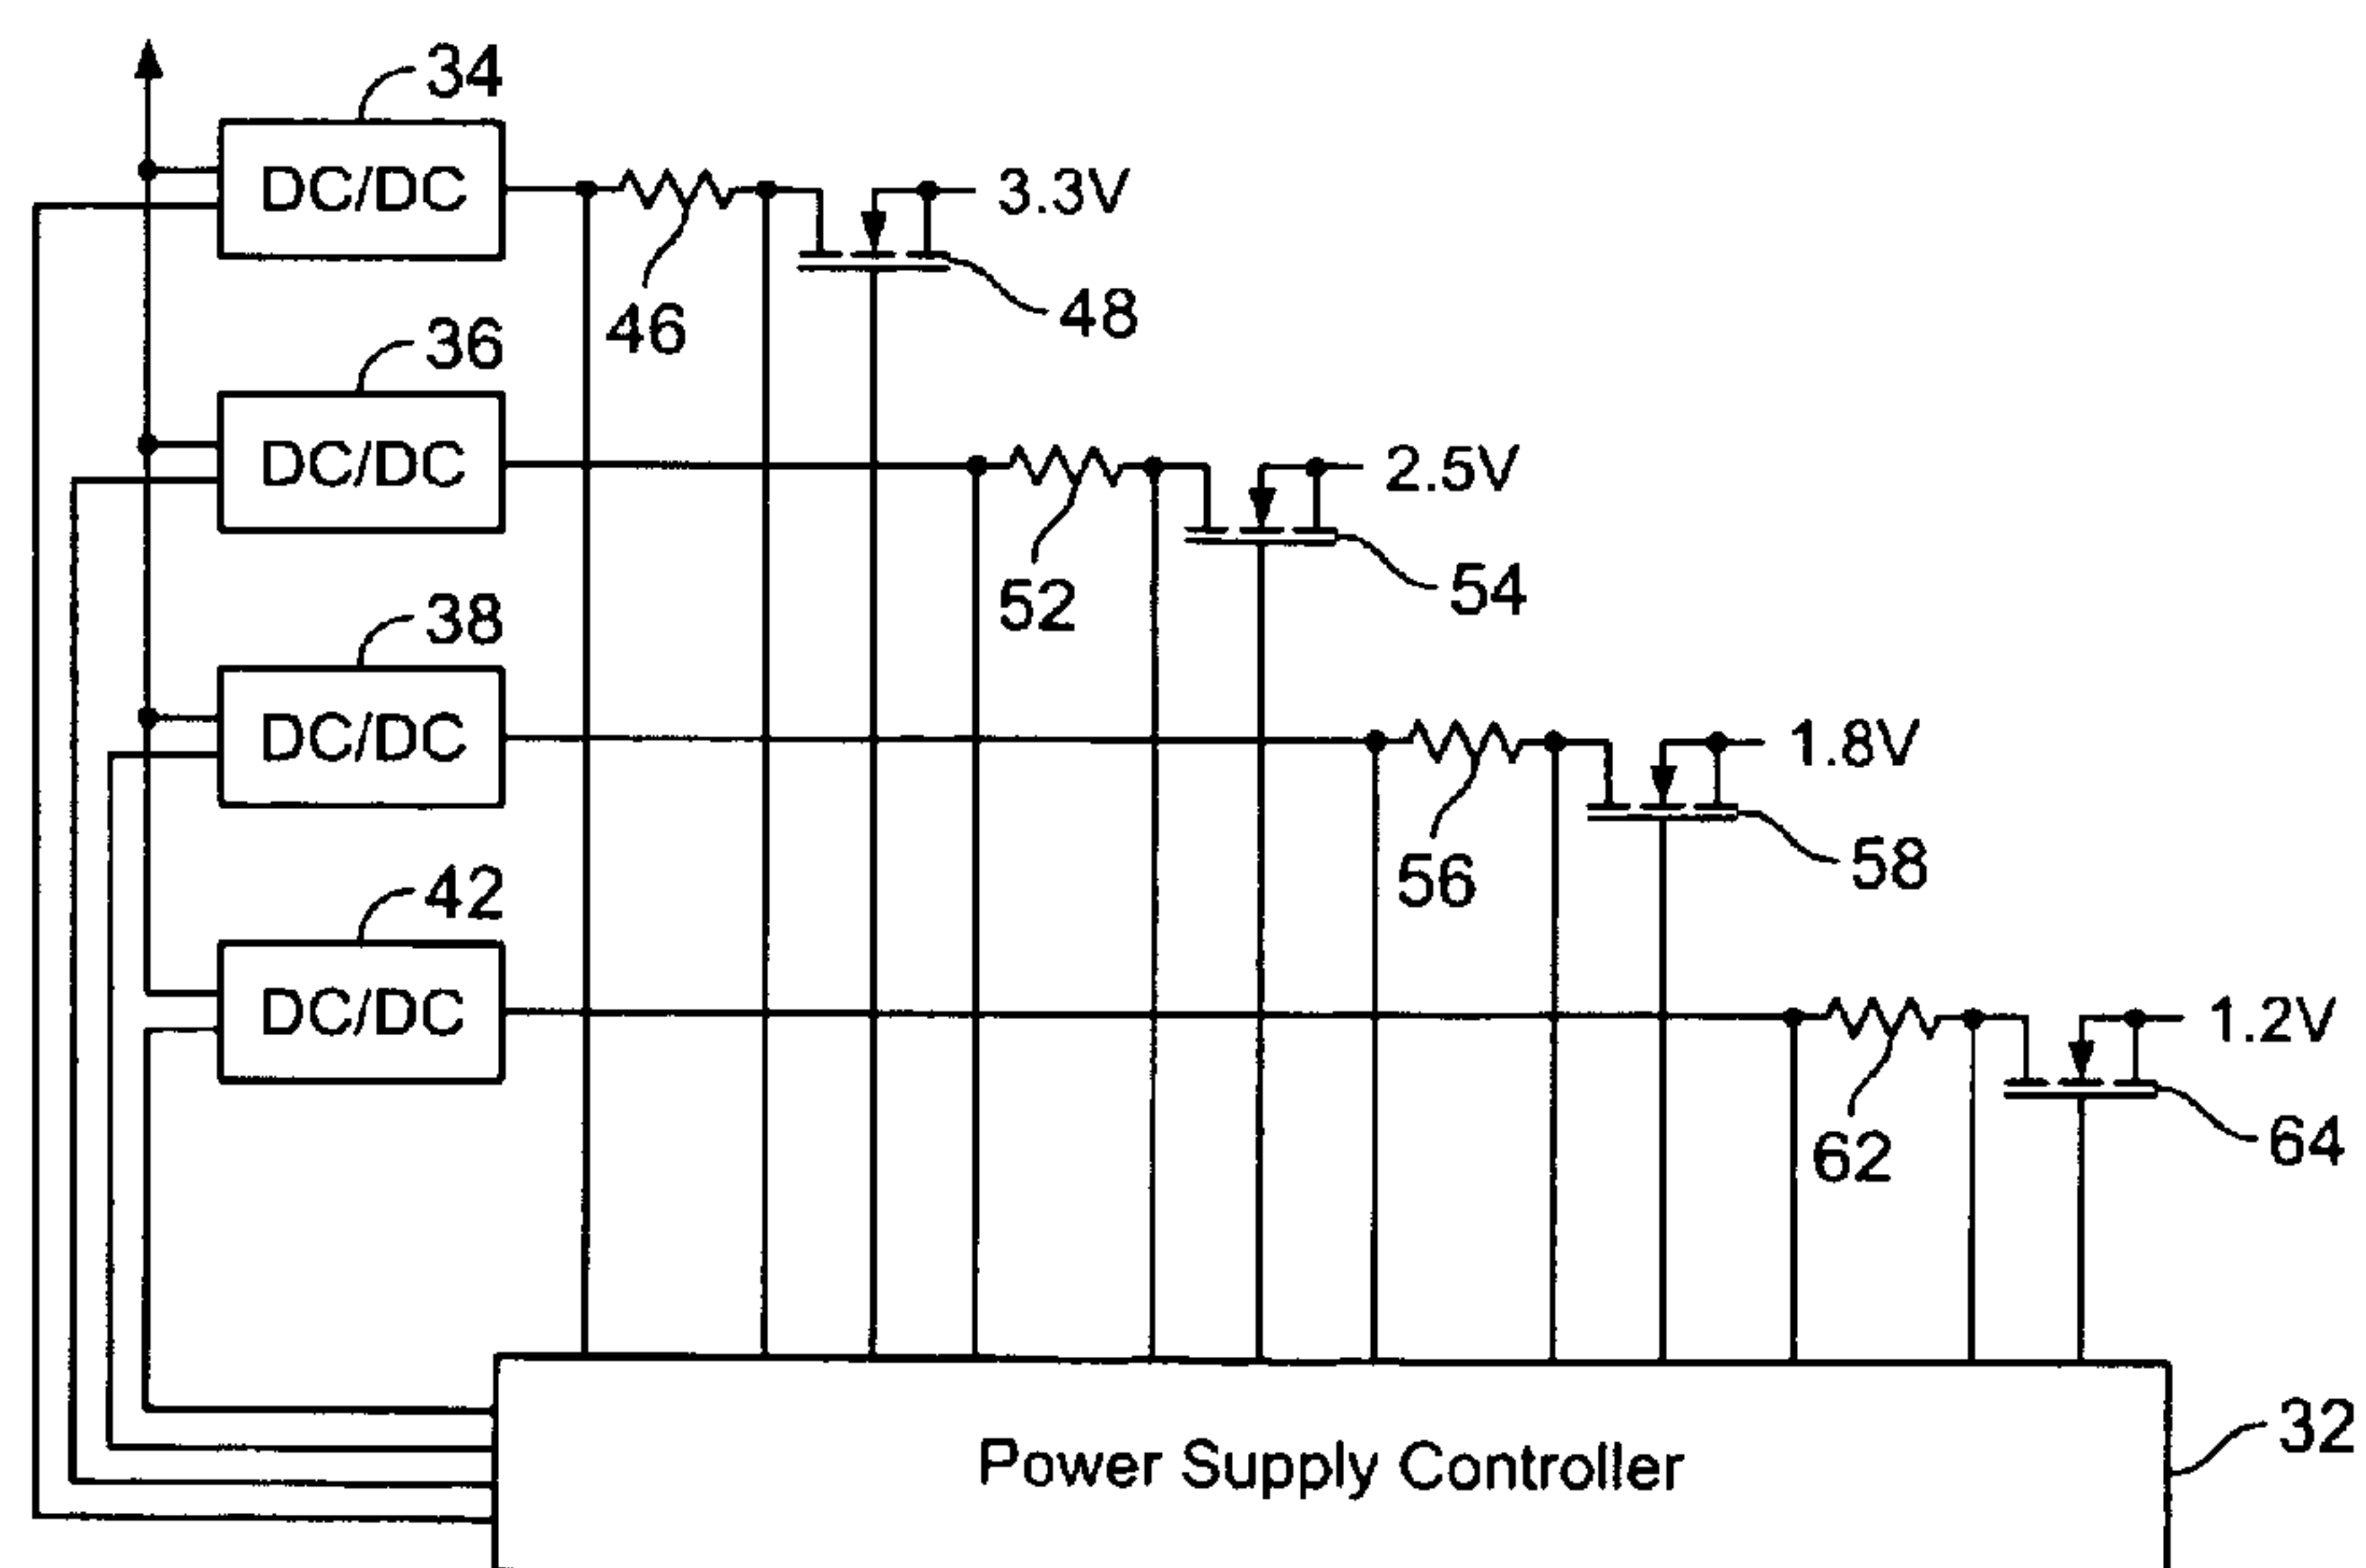 34
DC/DC
3.3V
46
48
36
DC/DC
2.5V
52
54
38
DC/DC
1.8V
56
58
42
DC/DC
1.2V
62
64
Power Supply Controller
32